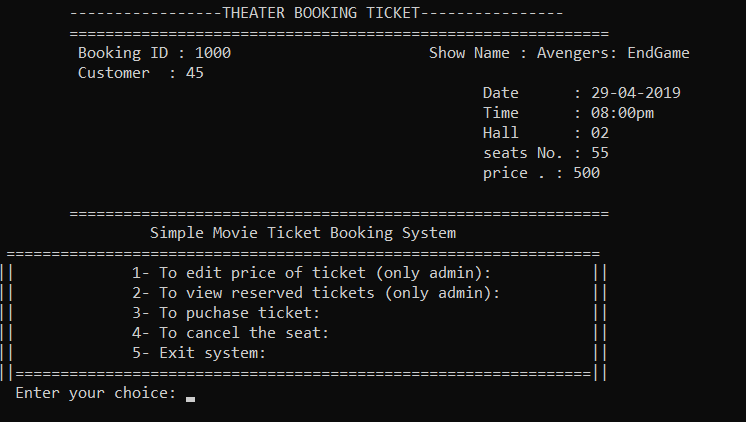 -----------------THEATER BOOKING TICKET----------------
============================================================
Booking ID : 1000 Show Name : Avengers: EndGame
Customer : 45
Date : 29-04-2019
Time : 08:00pm
Hall : 02
seats No. : 55
price . : 500
============================================================
Simple Movie Ticket Booking System
==================================================================
|| 1- To edit price of ticket (only admin): ||
|| 2- To view reserved tickets (only admin): ||
|| 3- To puchase ticket: ||
|| 4- To cancel the seat: ||
|| 5- Exit system: ||
||================================================================||
Enter your choice: _